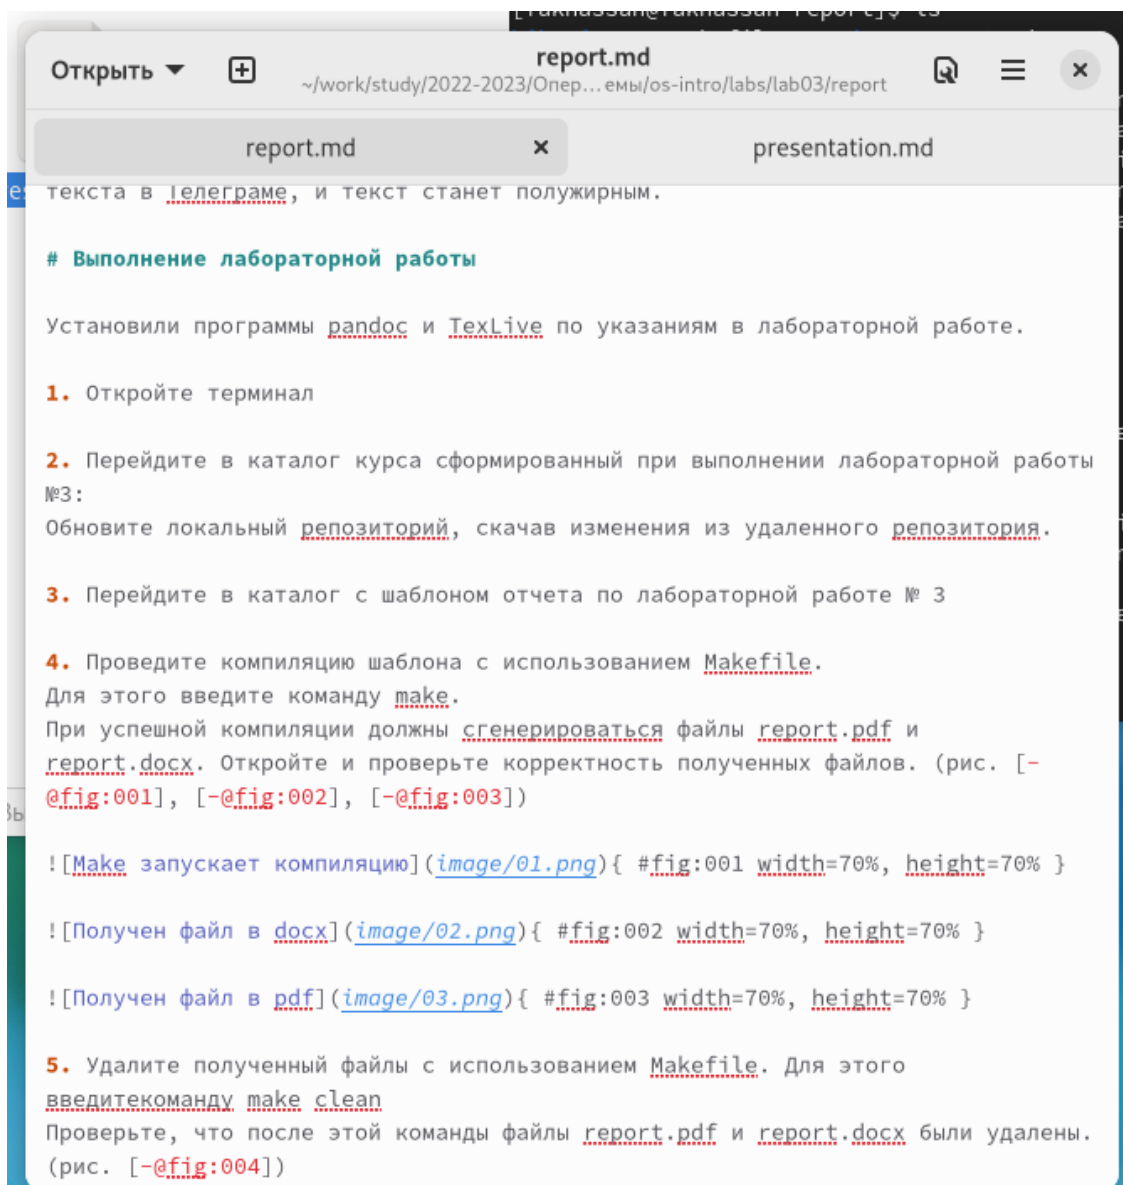 [rakhassan@rakhassan report]$ ls
Открыть
report.md
~/work/study/2022-2023/Опер…емы/os-intro/labs/lab03/report
report.md
presentation.md
текста в Телеграме, и текст станет полужирным.
# Выполнение лабораторной работы
Установили программы pandoc и TexLive по указаниям в лабораторной работе.
1. Откройте терминал
2. Перейдите в каталог курса сформированный при выполнении лабораторной работы
№3:
Обновите локальный репозиторий, скачав изменения из удаленного репозитория.
3. Перейдите в каталог с шаблоном отчета по лабораторной работе № 3
4. Проведите компиляцию шаблона с использованием Makefile.
Для этого введите команду make.
При успешной компиляции должны сгенерироваться файлы report.pdf и
report.docx. Откройте и проверьте корректность полученных файлов. (рис. [-
@fig:001], [-@fig:002], [-@fig:003])
![Make запускает компиляцию](image/01.png){ #fig:001 width=70%, height=70% }
![Получен файл в docx](image/02.png){ #fig:002 width=70%, height=70% }
![Получен файл в pdf](image/03.png){ #fig:003 width=70%, height=70% }
5. Удалите полученный файлы с использованием Makefile. Для этого
введитекоманду make clean
Проверьте, что после этой команды файлы report.pdf и report.docx были удалены.
(рис. [-@fig:004])